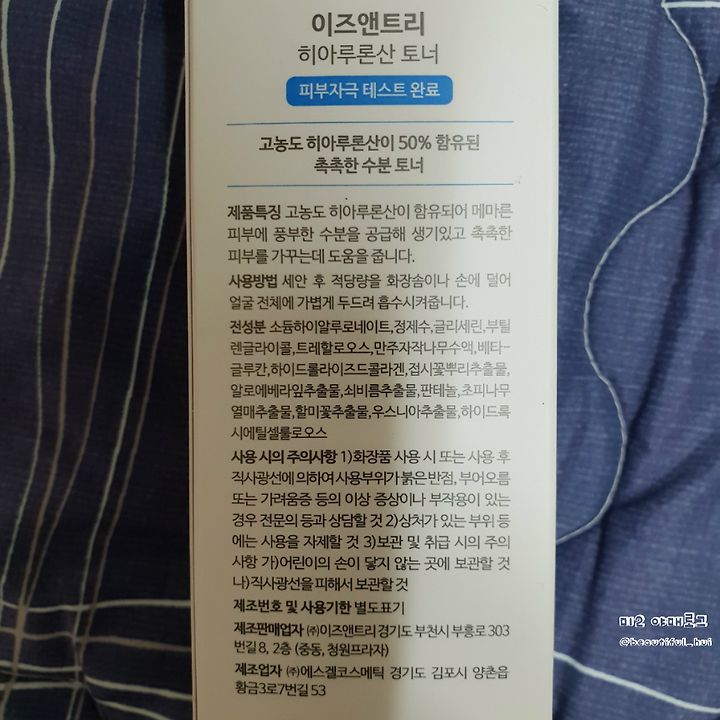 이즈앤트리
히아루론산 토너
피부자극 테스트 완료
고농도 히아루론산이 50% 함유된
촉촉한 수분 토너
제품특징 고농도 히아루론산이 함유되어 메마른
피부에 풍부한 수분을 공급해 생기있고 촉촉한
피부를 가꾸는데 도움을 줍니다.
사용방법 세안 후 적당량을 화장솜이나 손에 덜어
얼굴 전체에 가볍게 두드려 흡수시켜줍니다.
전성분 소듐하이알루로네이트,정제수,글리세린,부틸
렌글라이콜,트레할로오스,만주자작나무수액,베타-
글루칸,하이드롤라이즈드콜라겐,접시꽃뿌리추출물,
알로에베라잎추출물,쇠비름추출물,판테놀,초피나무
열매추출물,할미꽃추출물,우스니아추출물,하이드록
시에틸셀룰로오스
사용 시의 주의사항 1)화장품 사용 시 또는 사용 후
직사광선에 의하여 사용부위가 붉은 반점, 부어오름
또는 가려움증 등의 이상 증상이나 부작용이 있는
경우 전문의 등과 상담할 것 2)상처가 있는 부위 등
에는 사용을 자제할 것 3)보관 및 취급 시의 주의
사항 가)어린이의 손이 닿지 않는 곳에 보관할 것
나)직사광선을 피해서 보관할 것
제조번호 및 사용기한 별도표기
제조판매업자 ㈜이즈앤트리 경기도 부천시 부흥로 303
번길 8, 2층 (중동, 청원프라자)
제조업자 ㈜에스겔코스메틱 경기도 김포시 양촌읍
황금3로7번길 53
미오 야매로그
@beautiful_hui